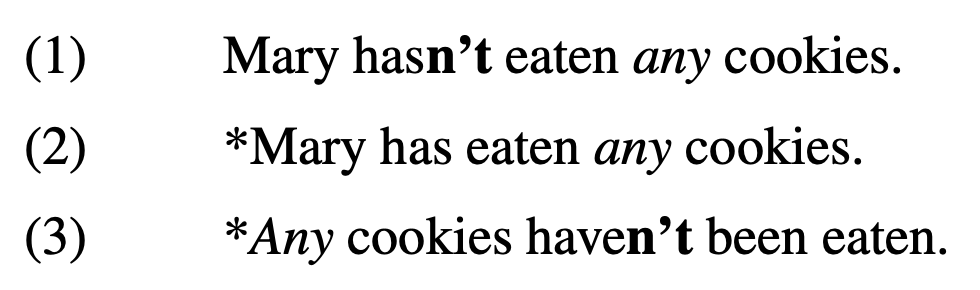 (1) Mary hasn’t eaten any cookies.
(2) *Mary has eaten any cookies.
(3) *Any cookies haven’t been eaten.